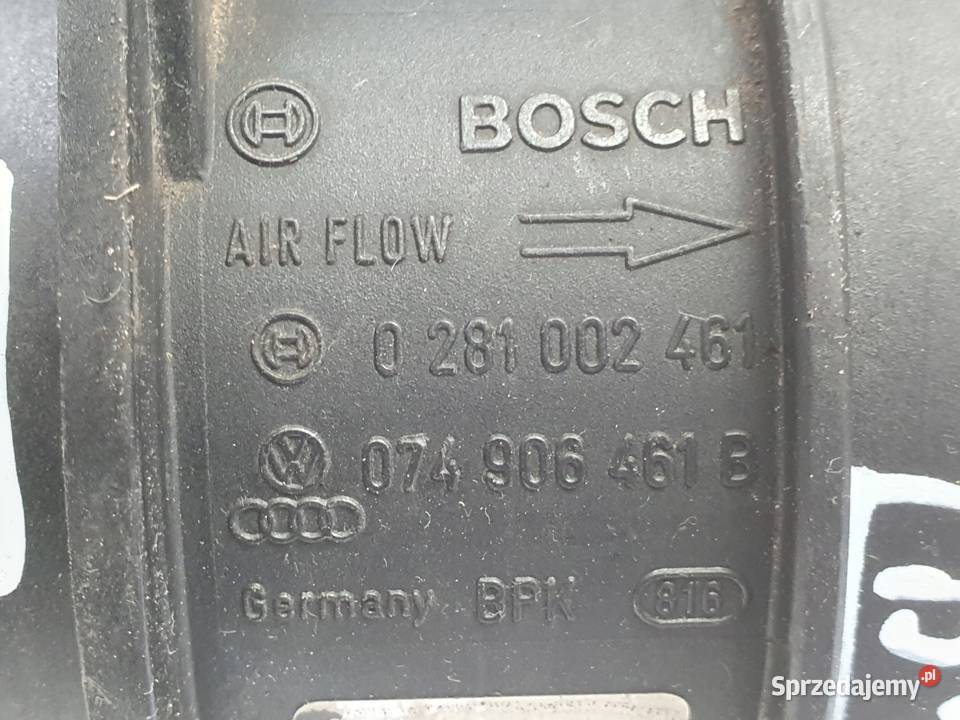 BOSCH
AIR FLOW
0 281 002 461
074 906 461 B
Germany BPK 816
Sprzedajemy.pl